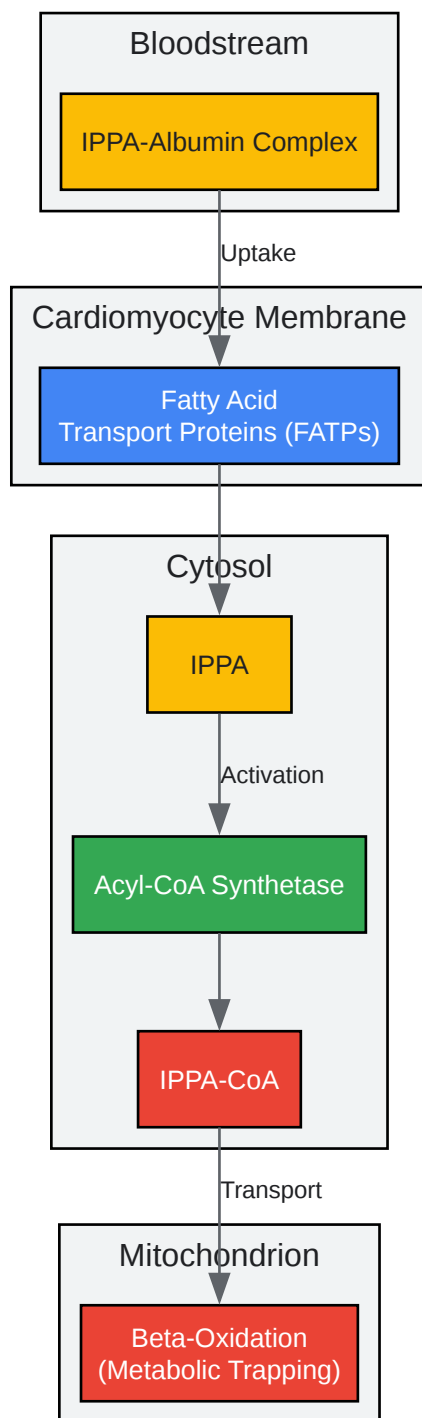 Bloodstream
IPPA-Albumin Complex
Uptake
Cardiomyocyte Membrane
Fatty Acid
Transport Proteins (FATPs)
Cytosol
IPPA
Activation
Acyl-CoA Synthetase
IPPA-CoA
Transport
Mitochondrion
Beta-Oxidation
(Metabolic Trapping)